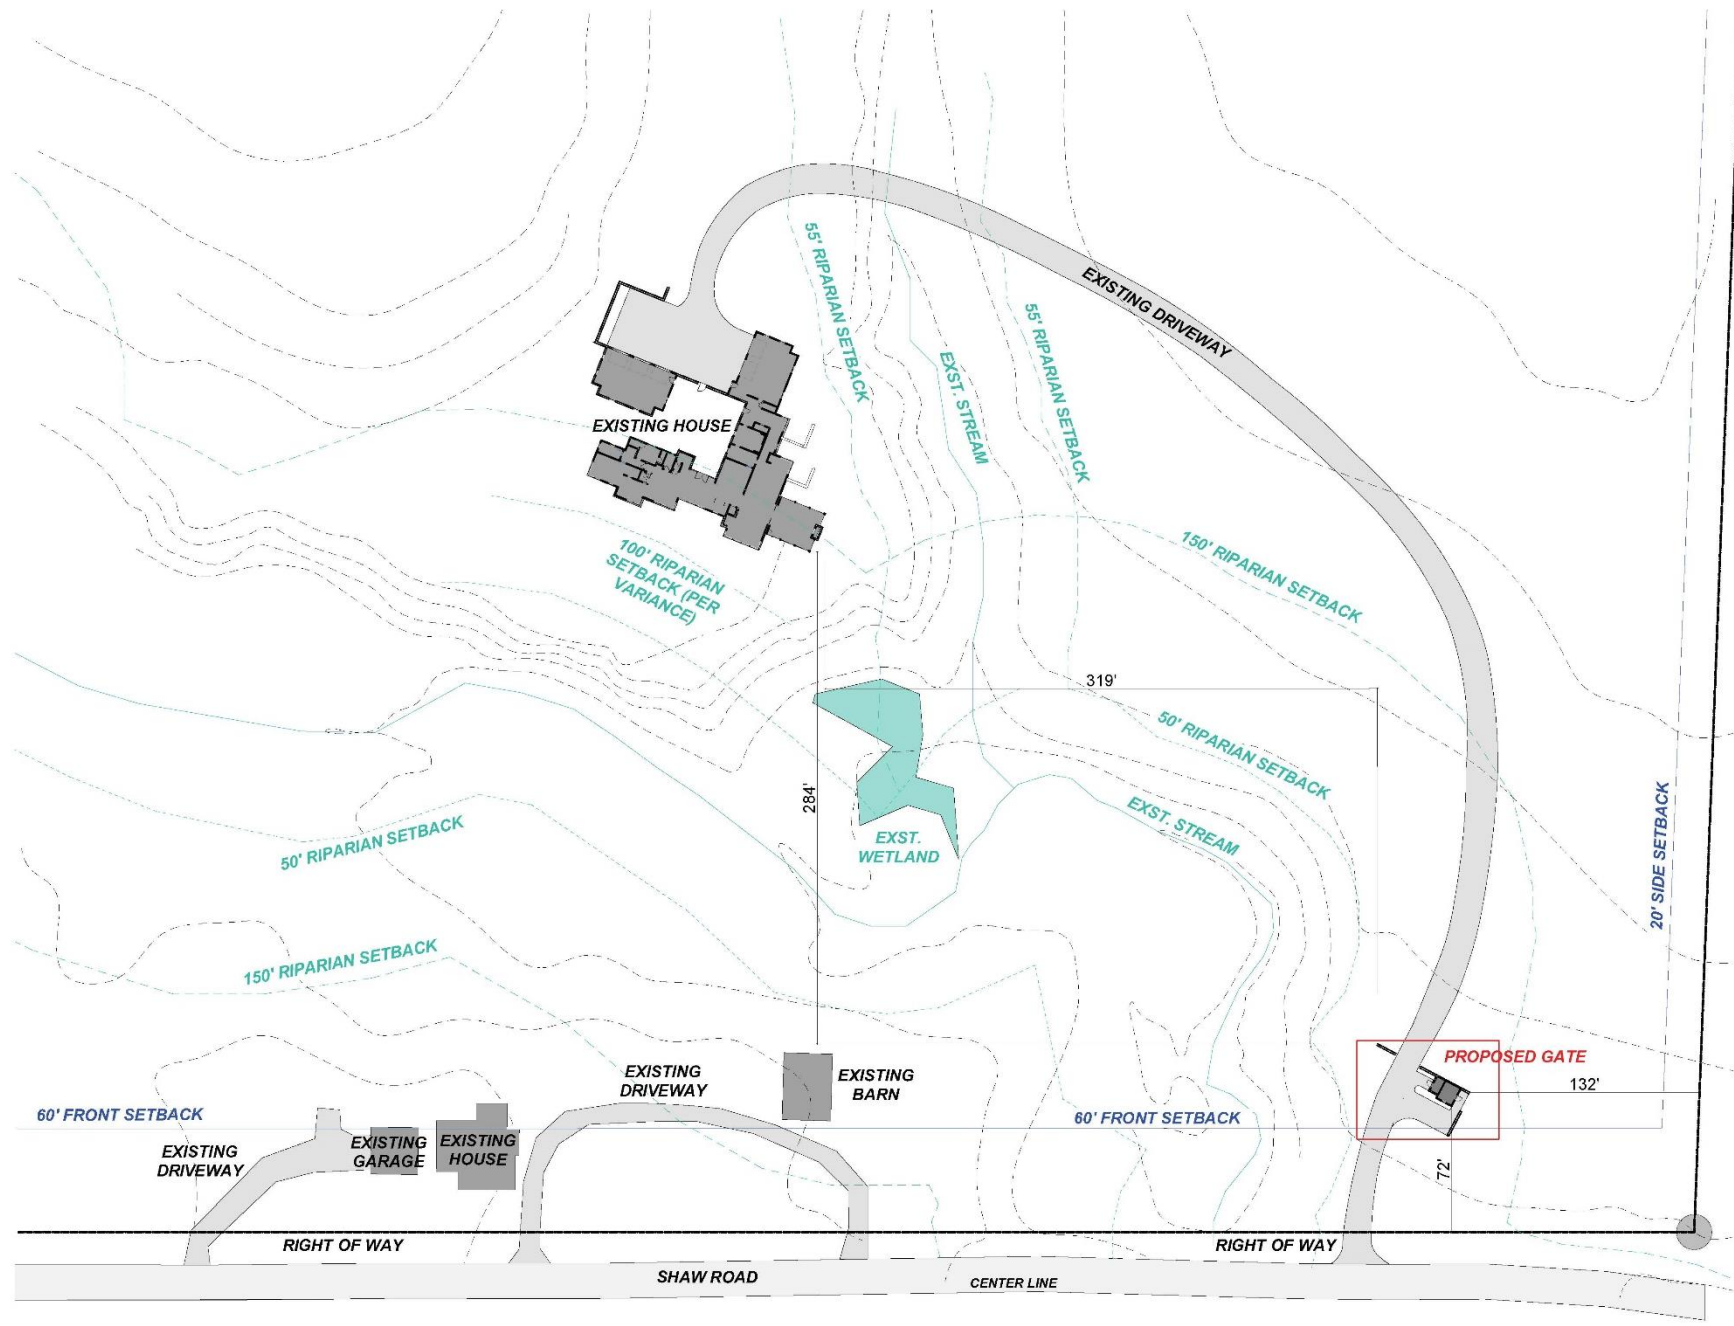 55' RIPARIAN SETBACK
EXISTING DRIVEWAY
55' RIPARIAN SETBACK
EXST. STREAM
EXISTING HOUSE
100' RIPARIAN
SETBACK (PER
VARIANCE)
150' RIPARIAN SETBACK
319'
50' RIPARIAN SETBACK
284'
EXST. STREAM
EXST.
WETLAND
50' RIPARIAN SETBACK
20' SIDE SETBACK
150' RIPARIAN SETBACK
PROPOSED GATE
132'
EXISTING
DRIVEWAY
EXISTING
BARN
60' FRONT SETBACK
60' FRONT SETBACK
EXISTING
DRIVEWAY
EXISTING
GARAGE
EXISTING
HOUSE
72'
RIGHT OF WAY
RIGHT OF WAY
SHAW ROAD
CENTER LINE